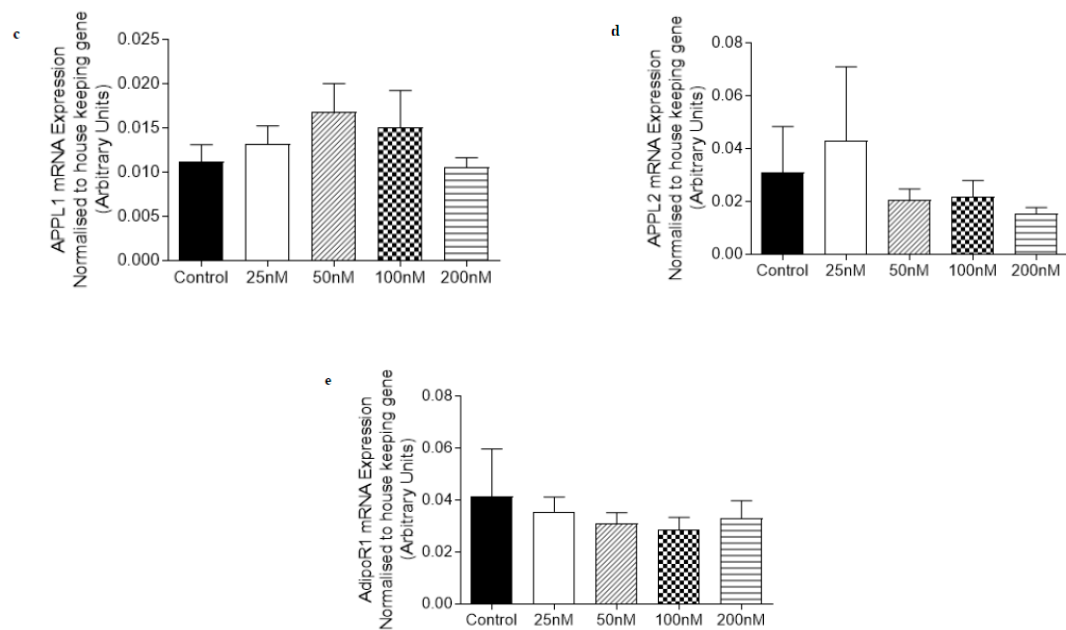 c
APPL1 mRNA Expression
Normalised to house keeping gene
(Arbitrary Units)
0.025
0.020
0.015
0.010
0.005
0.000
Control 25nM 50nM 100nM 200nM
d
APPL2 mRNA Expression
Normalised to house keeping gene
(Arbitrary Units)
0.08
0.06
0.04
0.02
0.00
Control 25nM 50nM 100nM 200nM
e
AdipoR1 mRNA Expression
Normalised to house keeping gene
(Arbitrary Units)
0.08
0.06
0.04
0.02
0.00
Control 25nM 50nM 100nM 200nM